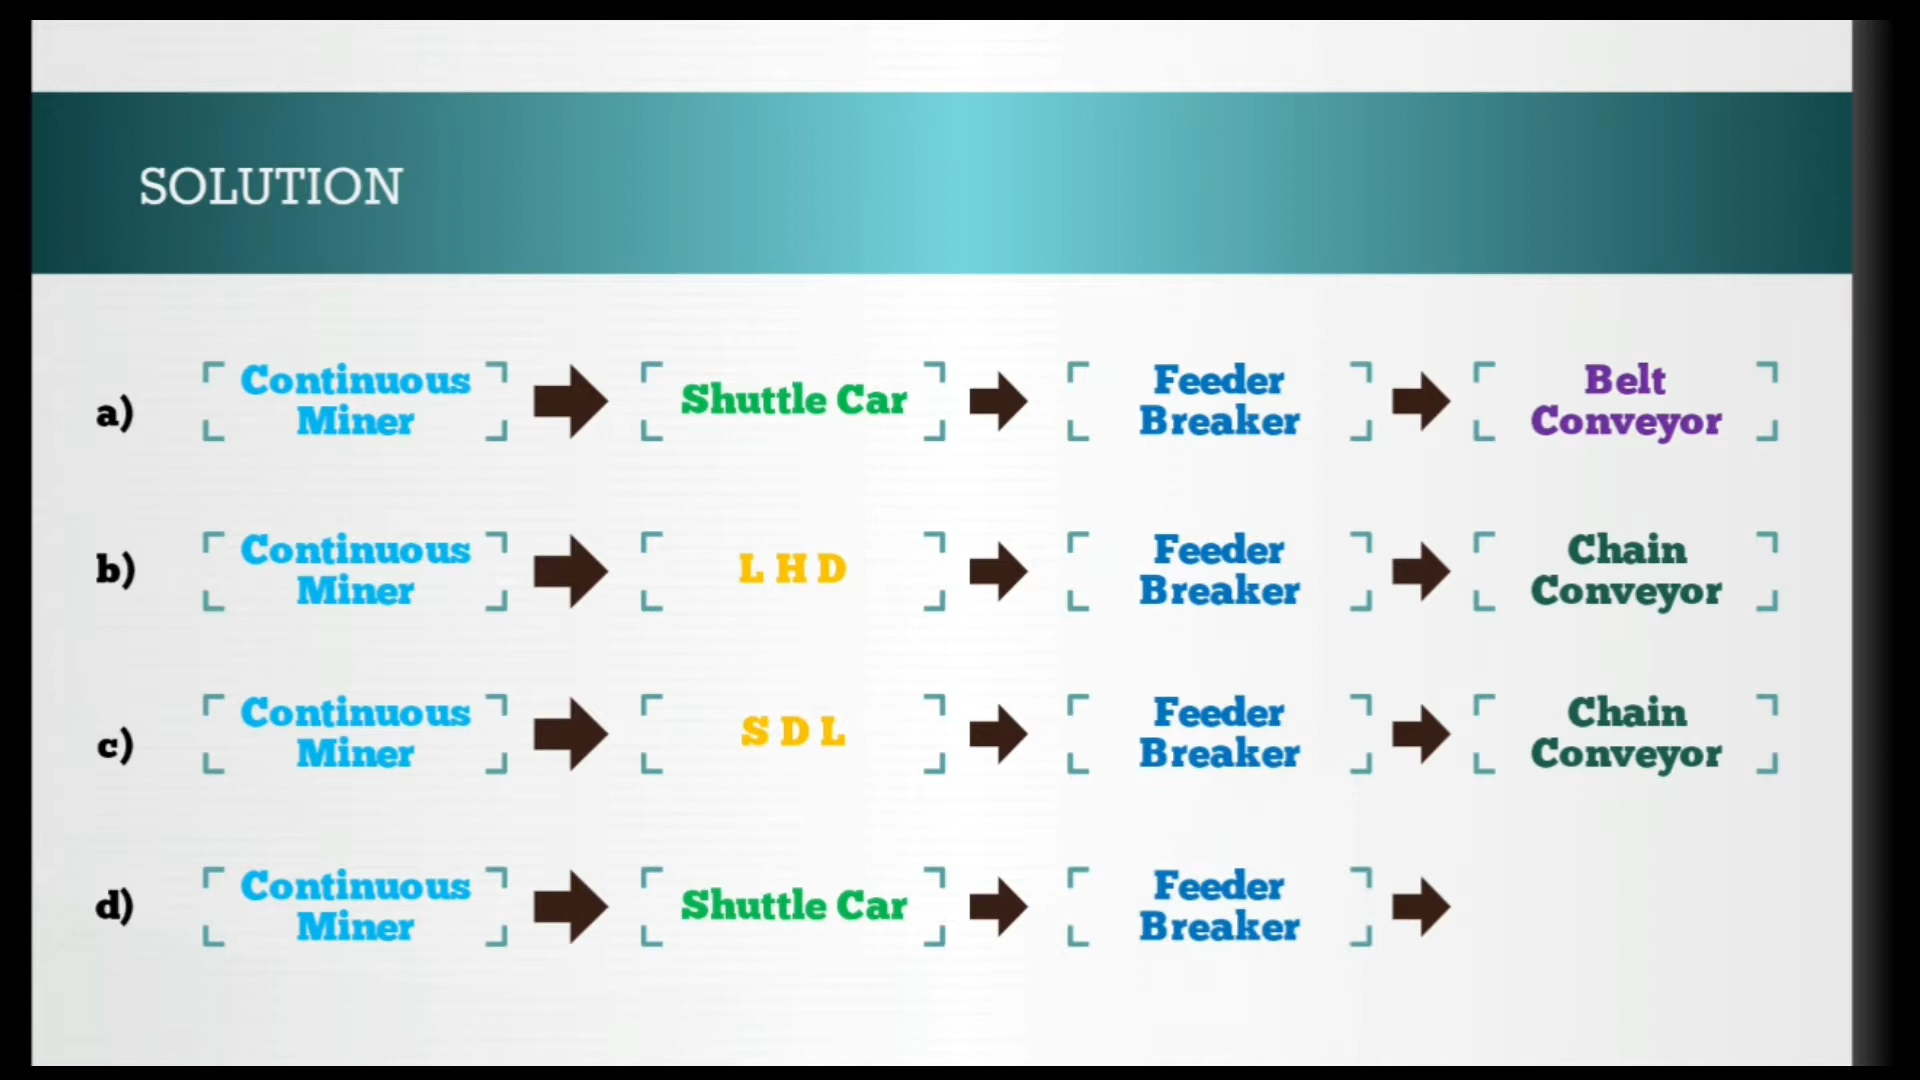 SOLUTION
a)
Continuous
Miner
Shuttle Car
Feeder
Breaker
Belt
Conveyor
b)
Continuous
Miner
L H D
Feeder
Breaker
Chain
Conveyor
c)
Continuous
Miner
S D L
Feeder
Breaker
Chain
Conveyor
d)
Continuous
Miner
Shuttle Car
Feeder
Breaker